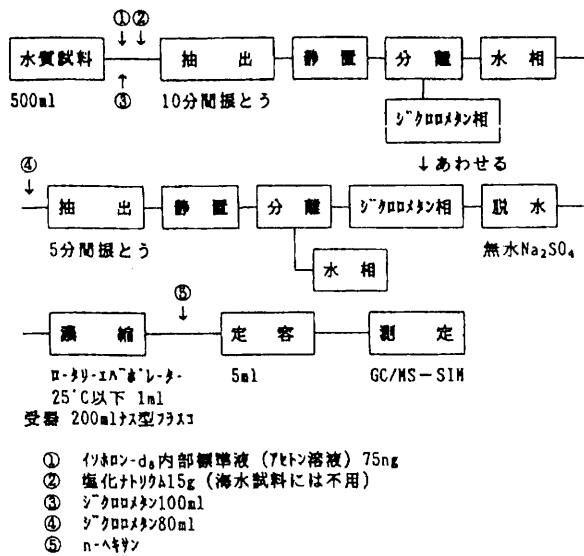 ① ②
水質試料 抽出 静置 分離 水相
500ml ③ 10分間振とう
ジクロロメタン相
④ ↓あわせる
抽出 静置 分離 ジクロロメタン相 脱水
5分間振とう 無水Na₂SO₄
水相
⑤
濃縮 定容 測定
ロータリーエバポレーター 5ml GC/MS-SIM
25℃以下 1ml
受器 200mlナス型フラスコ
① イソホロン-d₈内部標準液 (アセトン溶液) 75ng
② 塩化ナトリウム15g (海水試料には不用)
③ ジクロロメタン100ml
④ ジクロロメタン80ml
⑤ n-ヘキサン